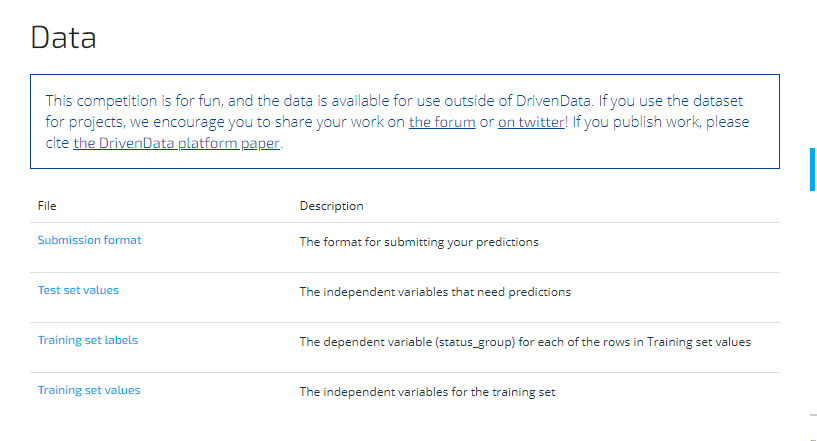 Data
This competition is for fun, and the data is available for use outside of DrivenData. If you use the dataset
for projects, we encourage you to share your work on the forum or on twitter! If you publish work, please
cite the DrivenData platform paper.
File Description
Submission format The format for submitting your predictions
Test set values The independent variables that need predictions
Training set labels The dependent variable (status_group) for each of the rows in Training set values
Training set values The independent variables for the training set